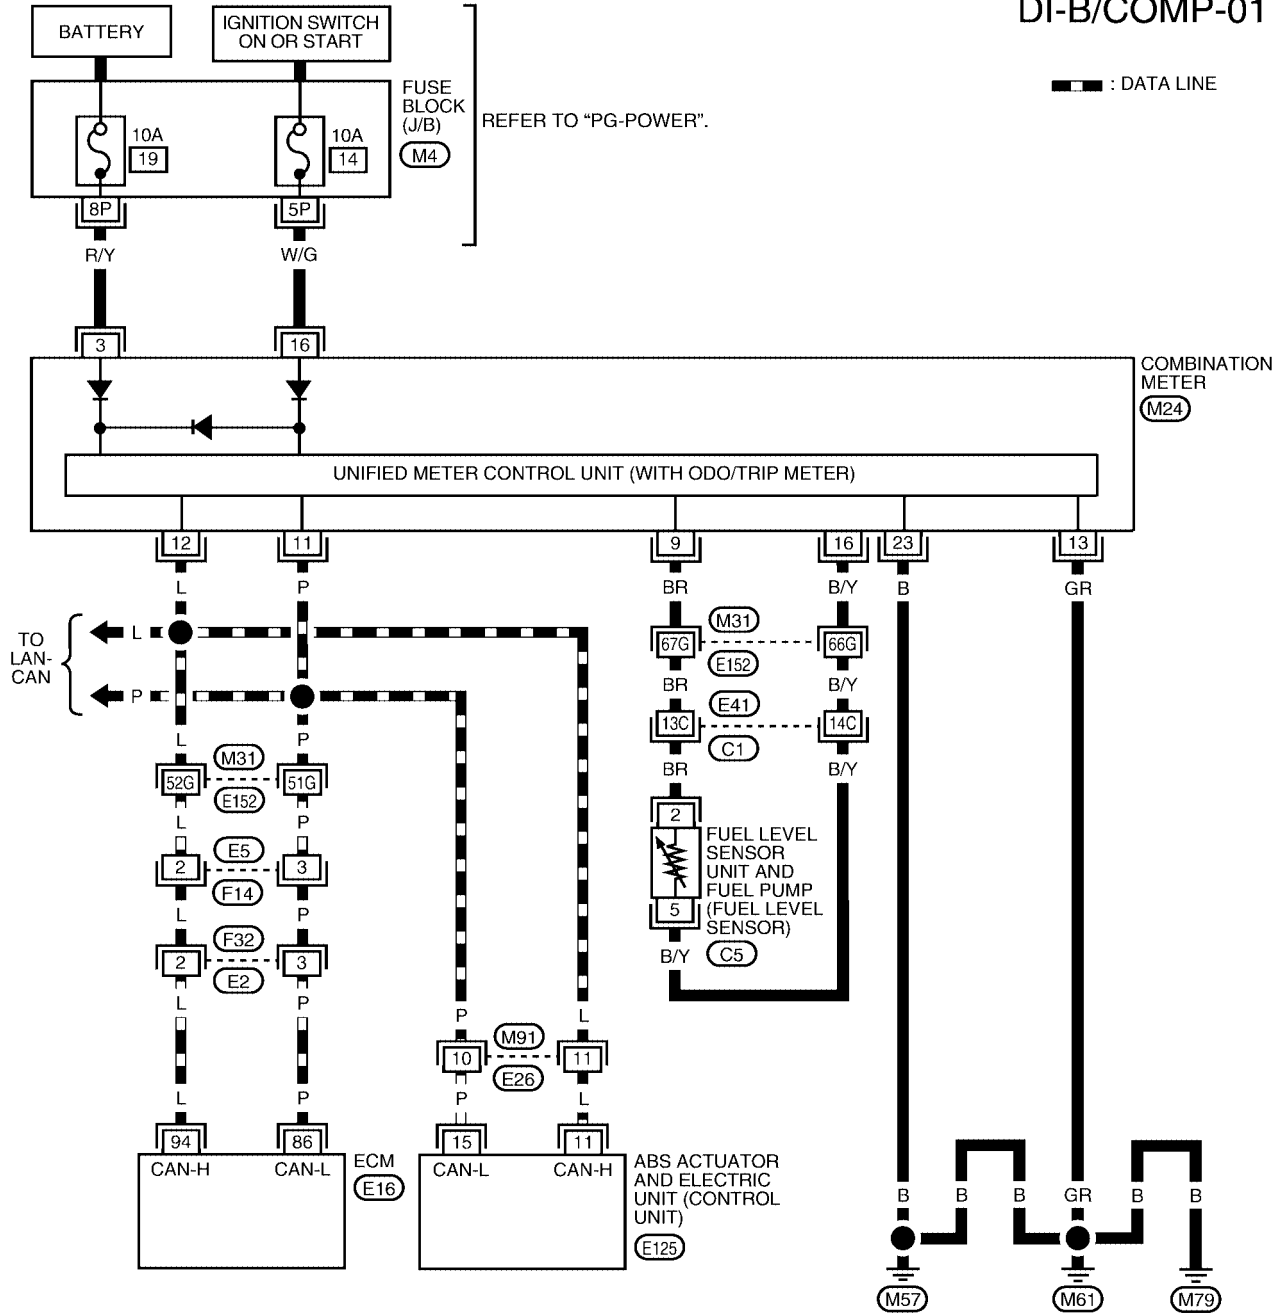 DI-B/COMP-01
BATTERY
IGNITION SWITCH
ON OR START
: DATA LINE
FUSE
BLOCK
(J/B)
M4
REFER TO “PG-POWER”.
10A
19
10A
14
8P
5P
R/Y
W/G
3
16
COMBINATION
METER
M24
UNIFIED METER CONTROL UNIT (WITH ODO/TRIP METER)
12
11
9
16
23
13
L
P
BR
B/Y
B
GR
TO
LAN-
CAN
L
P
M31
67G
66G
E152
BR
B/Y
E41
13C
14C
C1
BR
B/Y
L
P
M31
52G
51G
E152
L
P
E5
2
3
F14
L
P
F32
2
3
E2
L
P
2
FUEL LEVEL
SENSOR
UNIT AND
FUEL PUMP
(FUEL LEVEL
SENSOR)
5
C5
B/Y
P
L
M91
10
11
E26
L
P
P
L
94
86
15
11
CAN-H
CAN-L
ECM
E16
CAN-L
CAN-H
ABS ACTUATOR
AND ELECTRIC
UNIT (CONTROL
UNIT)
E125
B
B
B
GR
B
B
M57
M61
M79